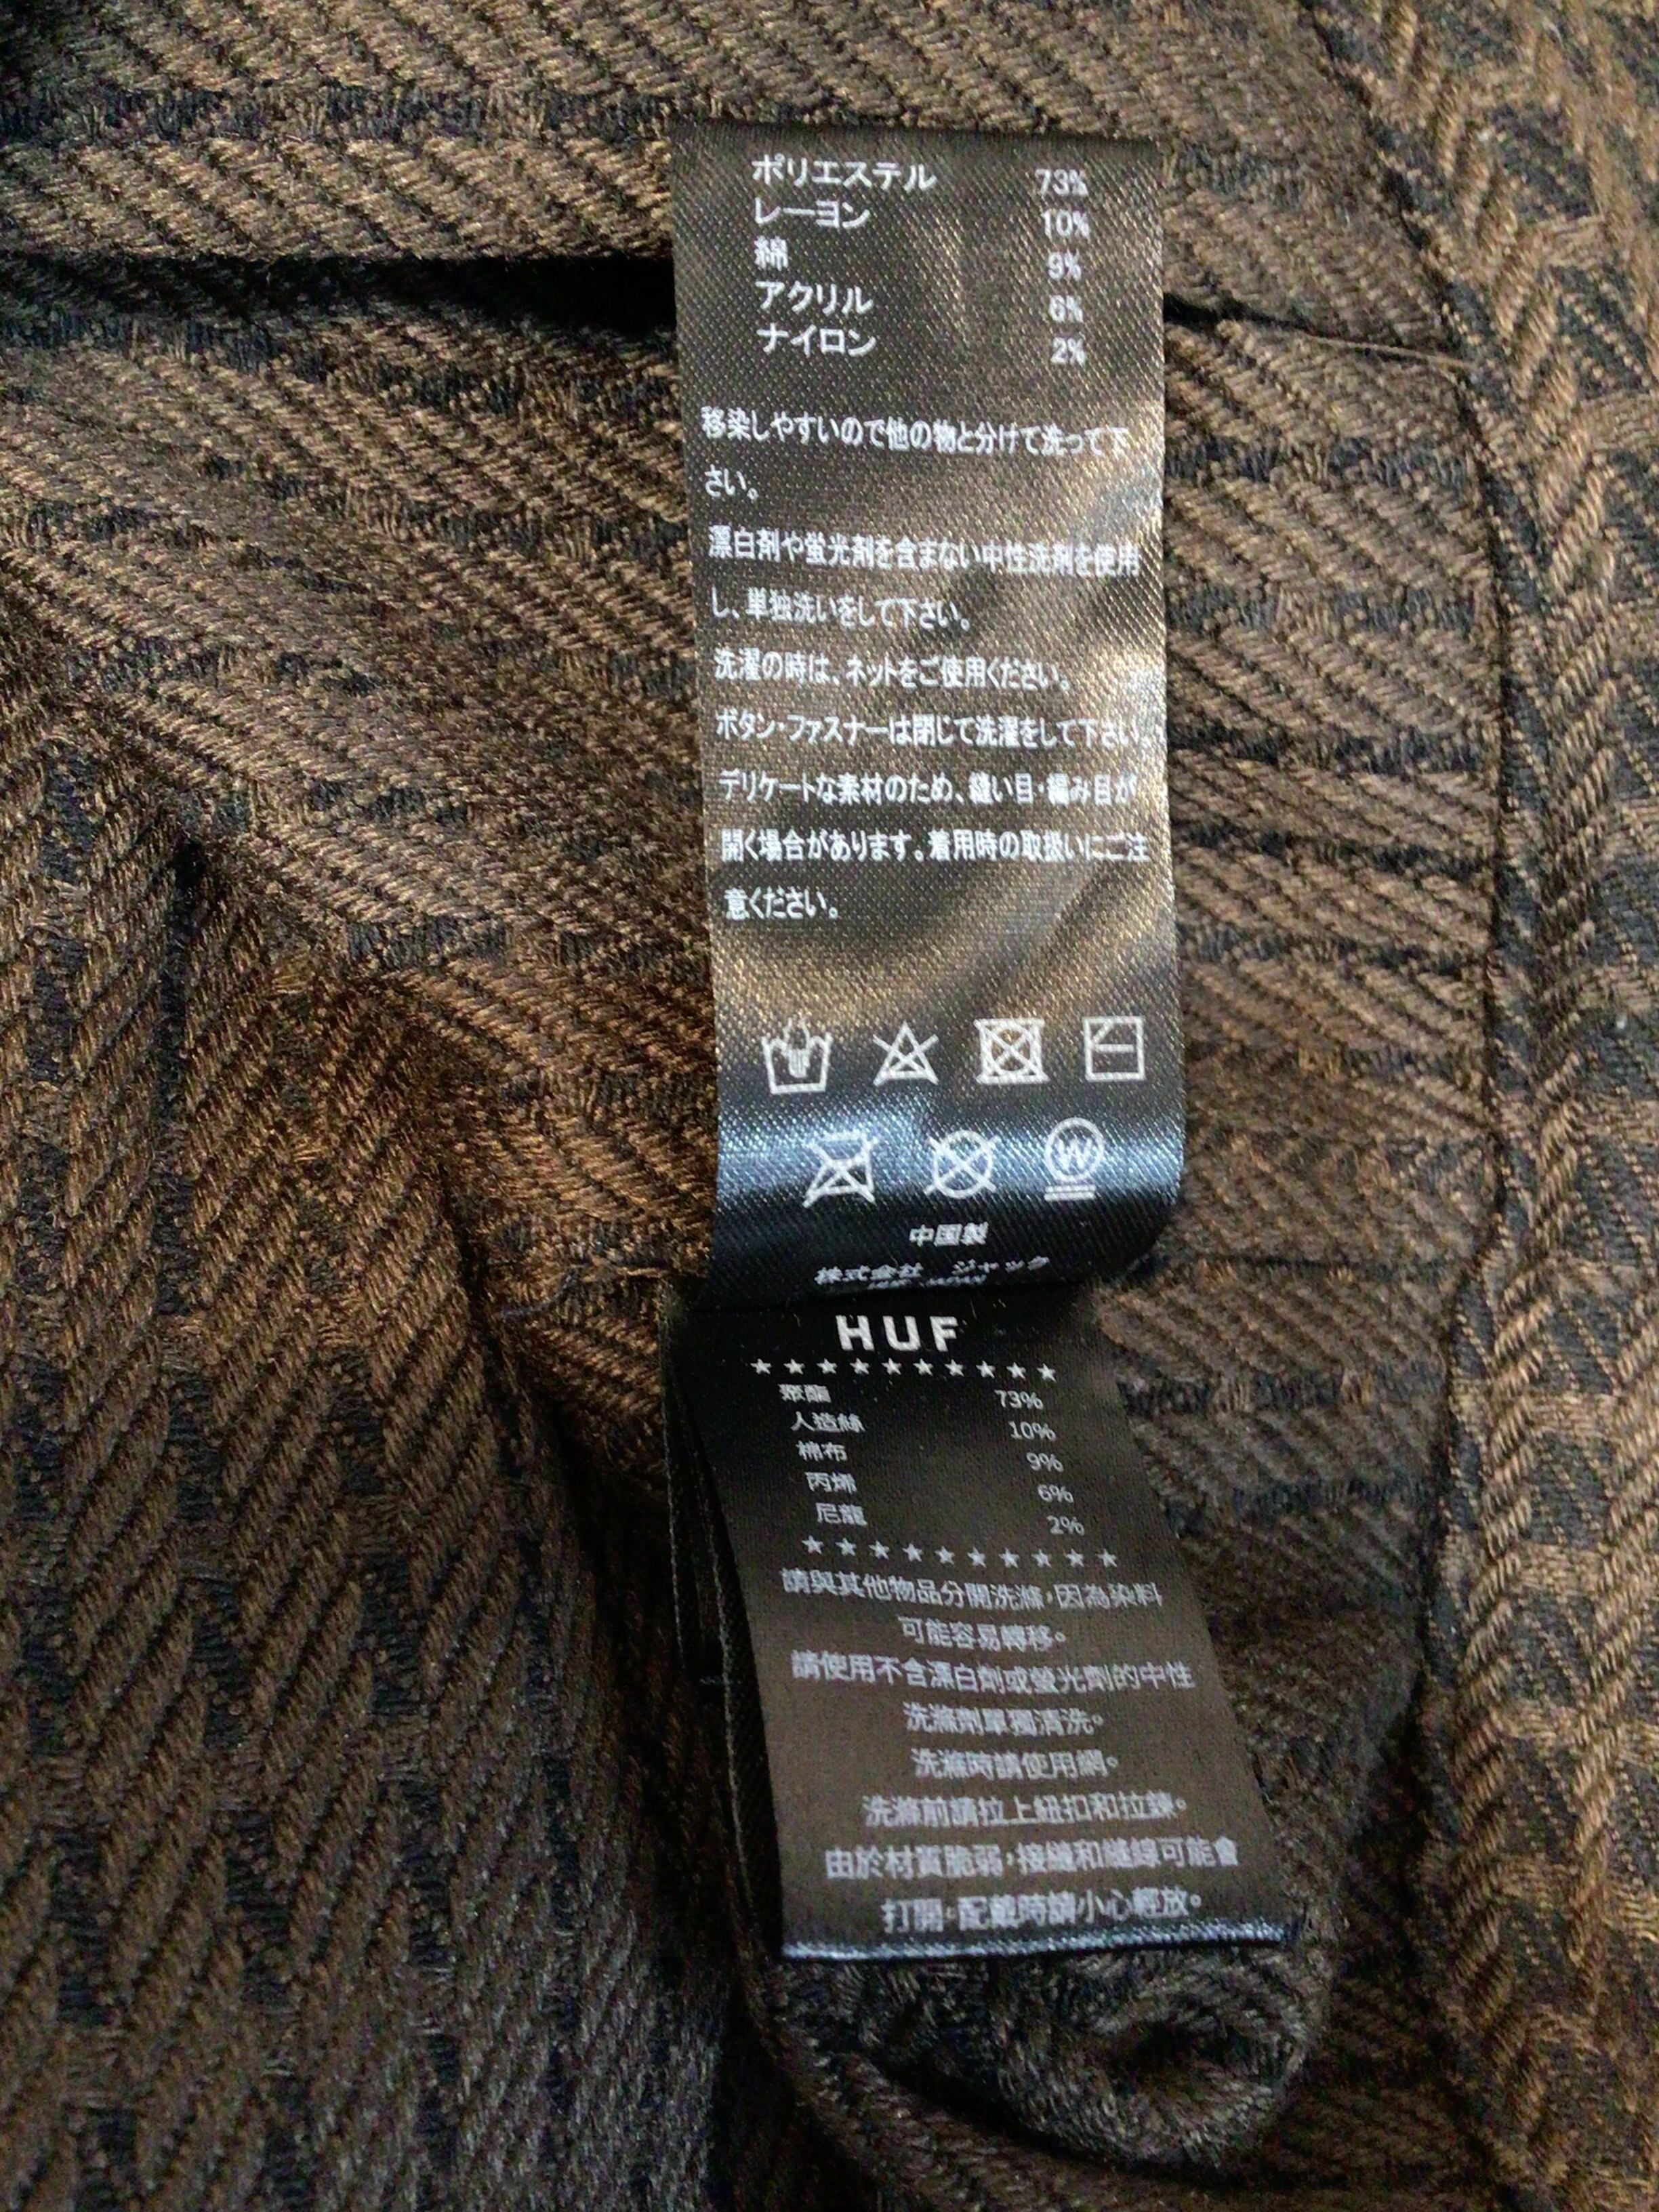 ポリエステル 73%
レーヨン 10%
綿 9%
アクリル 6%
ナイロン 2%
移染しやすいので他の物と分けて洗って下
さい。
漂白剤や蛍光剤を含まない中性洗剤を使用
し、単独洗いをして下さい。
洗濯の時は、ネットをご使用ください。
ボタン・ファスナーは閉じて洗濯をして下さい
デリケートな素材のため、縫い目・編み目が
開く場合があります。着用時の取扱いにご注
意ください。
W
中国製
株式会社 ジャック
HUF
聚酯 73%
人造絲 10%
棉布 9%
丙烯 6%
尼龍 2%
請與其他物品分開洗滌，因為染料
可能容易轉移。
請使用不含漂白劑或螢光劑的中性
洗滌劑單獨清洗。
洗滌時請使用網。
洗滌前請拉上紐扣和拉鍊。
由於材質脆弱，接縫和縫線可能會
打開。配戴時請小心輕放。